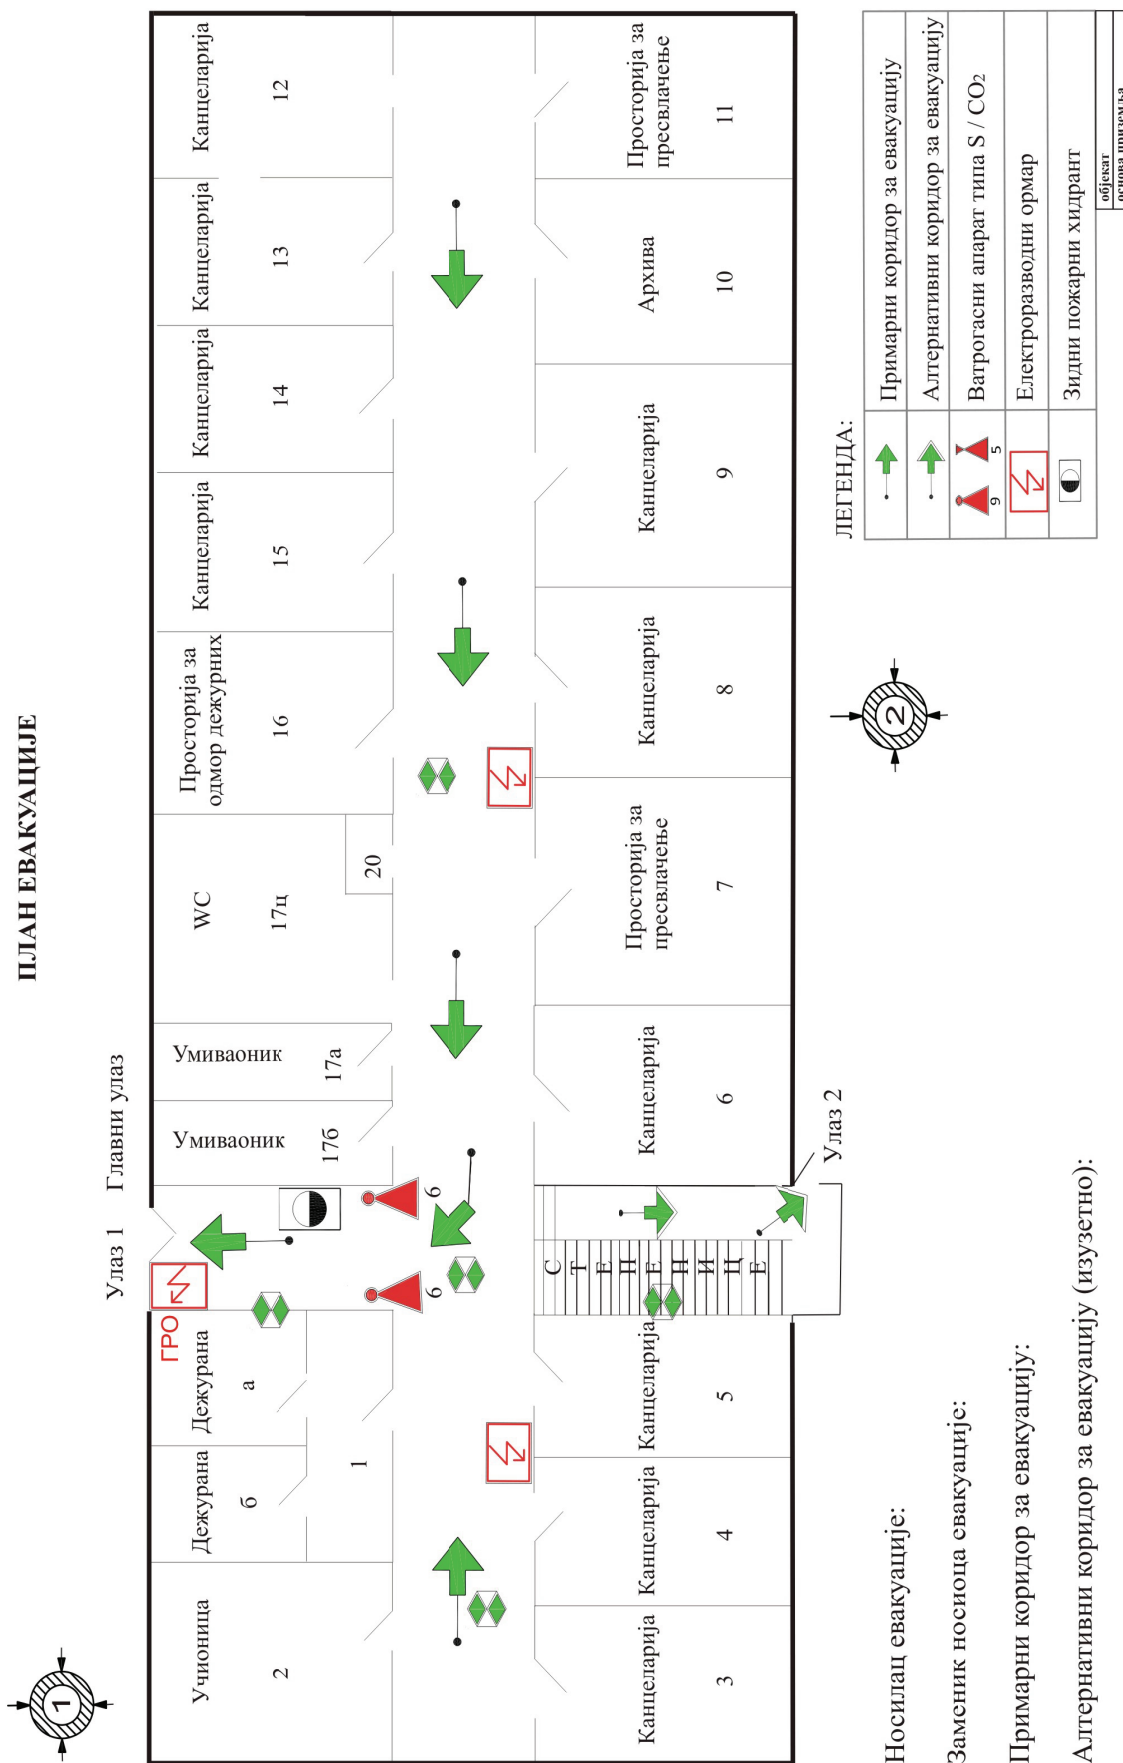 ПЛАН ЕВАКУАЦИЈЕ
1
Улаз 1
Главни улаз
ГРО
Учионица
2
Дежурана
б
Дежурана
а
1
Умиваоник
17б
Умиваоник
17а
WC
17ц
20
Просторија за
одмор дежурних
16
Канцеларија
15
Канцеларија
14
Канцеларија
13
Канцеларија
12
6
6
Канцеларија
3
Канцеларија
4
Канцеларија
5
СТЕПЕНИЦЕ
Канцеларија
6
Просторија за
пресвлачење
7
Канцеларија
8
Канцеларија
9
Архива
10
Просторија за
пресвлачење
11
Улаз 2
2
ЛЕГЕНДА:
Примарни коридор за евакуацију
Алтернативни коридор за евакуацију
9 5
Ватрогасни апарат типа S / CO2
Електроразводни ормар
Зидни пожарни хидрант
објекат
основа приземља
Носилац евакуације:
Заменик носиоца евакуације:
Примарни коридор за евакуацију:
Алтернативни коридор за евакуацију (изузетно):